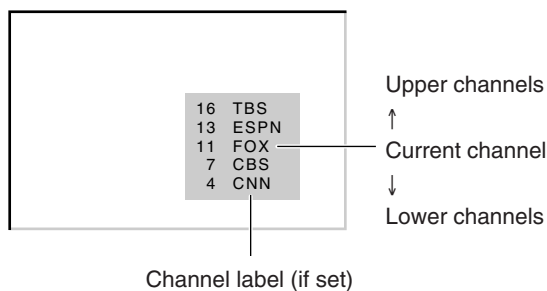 16 TBS
13 ESPN
11 FOX
7 CBS
4 CNN
Upper channels
↑
Current channel
↓
Lower channels
Channel label (if set)